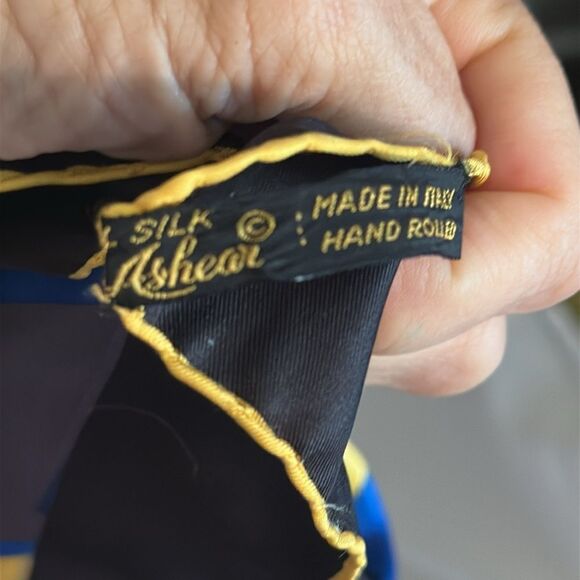 SILK ©
Ashear
MADE IN ITALY
HAND ROLLED